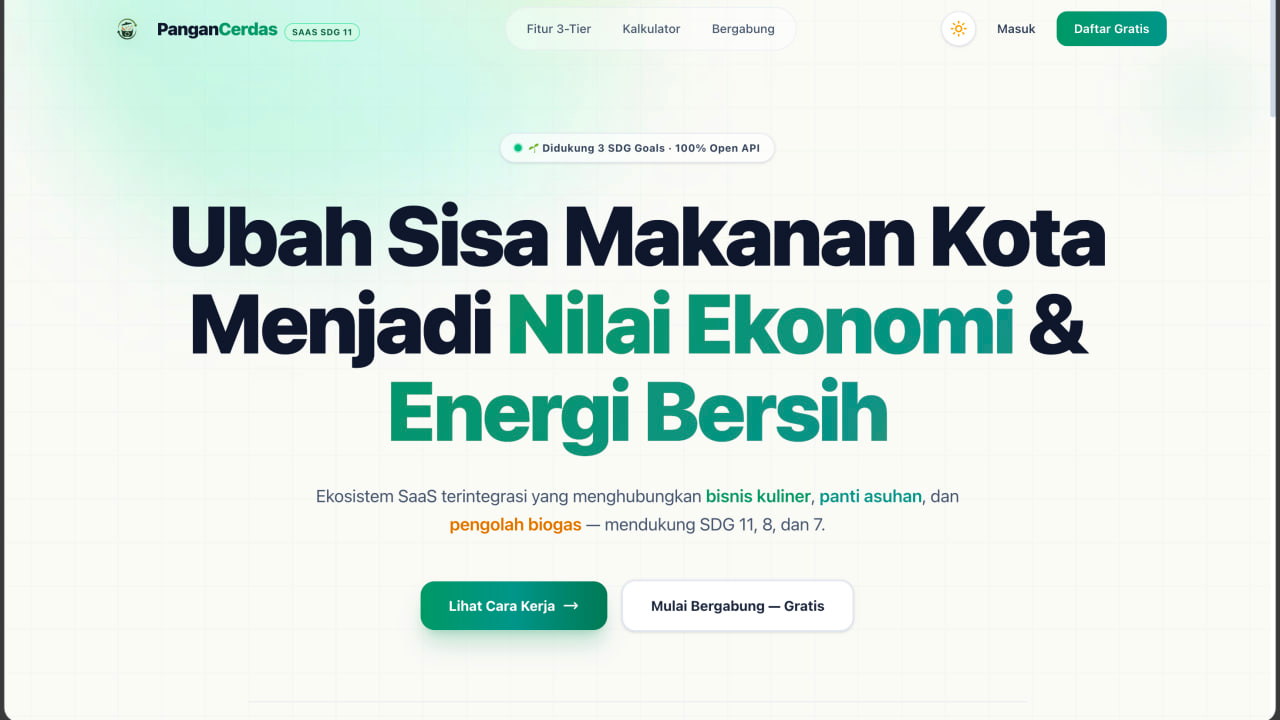 PanganCerdas SAAS SDG 11 Fitur 3-Tier Kalkulator Bergabung Masuk Daftar Gratis
Didukung 3 SDG Goals · 100% Open API
Ubah Sisa Makanan Kota
Menjadi Nilai Ekonomi &
Energi Bersih
Ekosistem SaaS terintegrasi yang menghubungkan bisnis kuliner, panti asuhan, dan
pengolah biogas — mendukung SDG 11, 8, dan 7.
Lihat Cara Kerja → Mulai Bergabung — Gratis